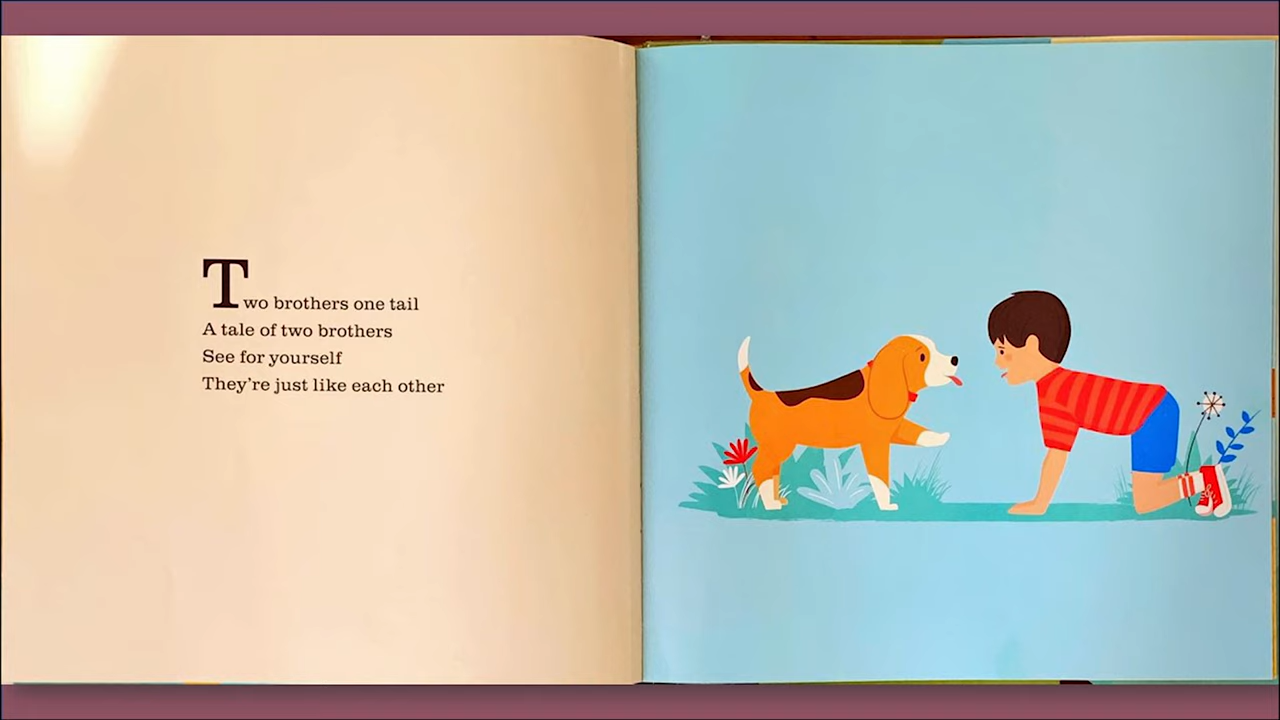 Two brothers one tail
A tale of two brothers
See for yourself
They're just like each other